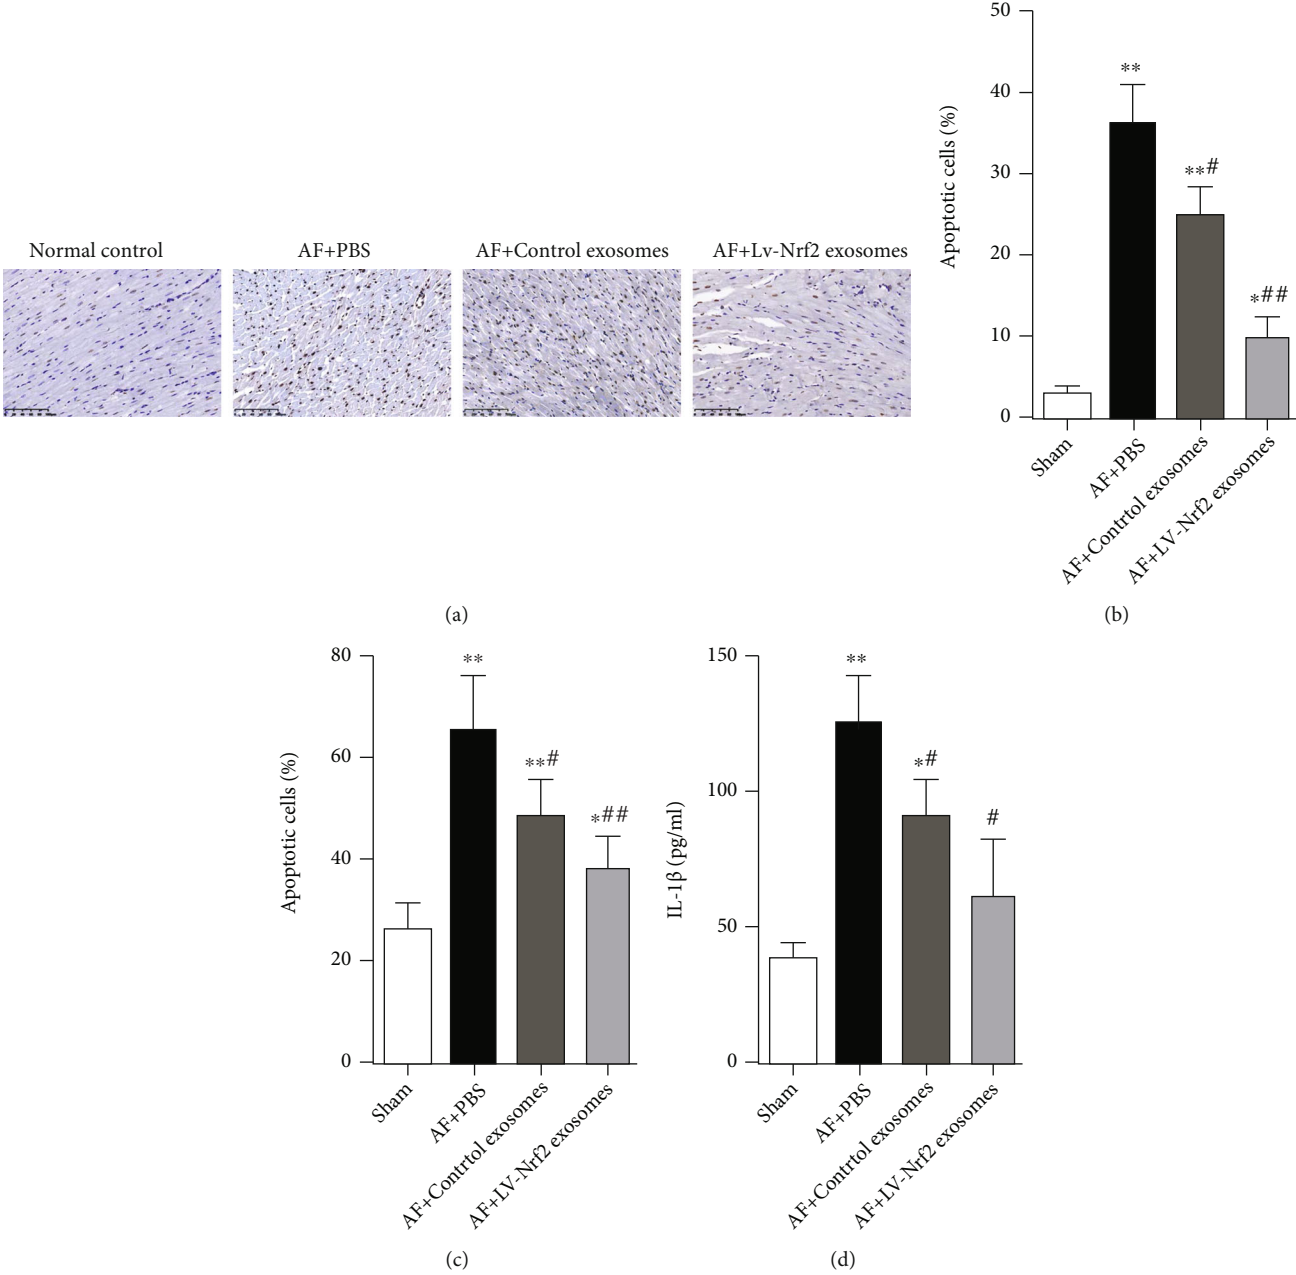 Normal control
AF+PBS
AF+Control exosomes
AF+Lv-Nrf2 exosomes
(a)
Apoptotic cells (%)
50
40
30
20
10
0
**
**#
*##
Sham
AF+PBS
AF+Contrtol exosomes
AF+LV-Nrf2 exosomes
(b)
Apoptotic cells (%)
80
60
40
20
0
**
**#
*##
Sham
AF+PBS
AF+Contrtol exosomes
AF+LV-Nrf2 exosomes
(c)
IL-1β (pg/ml)
150
100
50
0
**
*#
#
Sham
AF+PBS
AF+Contrtol exosomes
AF+LV-Nrf2 exosomes
(d)